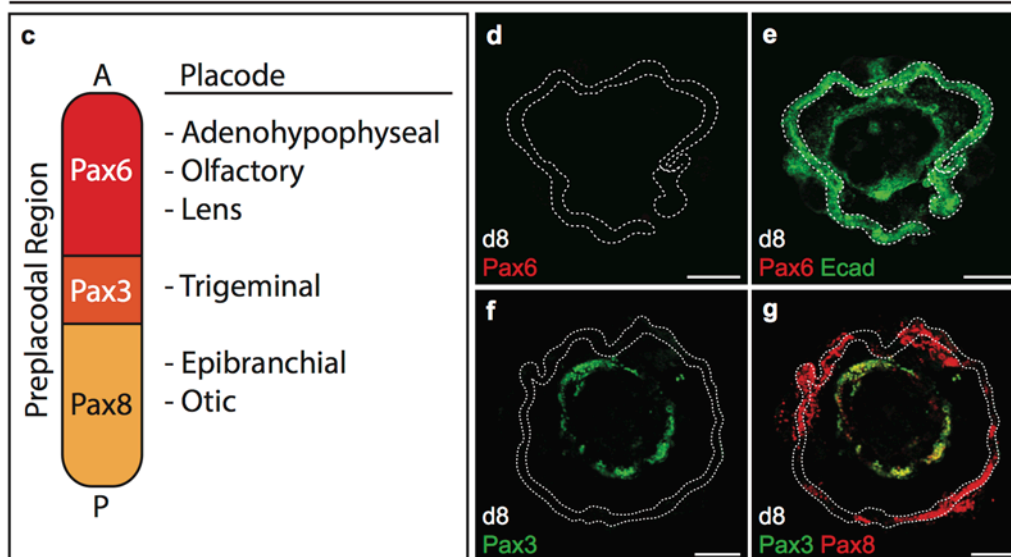 c
A
Placode
Preplacodal Region
Pax6
- Adenohypophyseal
- Olfactory
- Lens
Pax3
- Trigeminal
Pax8
- Epibranchial
- Otic
P
d
d8
Pax6
e
d8
Pax6 Ecad
f
d8
Pax3
g
d8
Pax3 Pax8